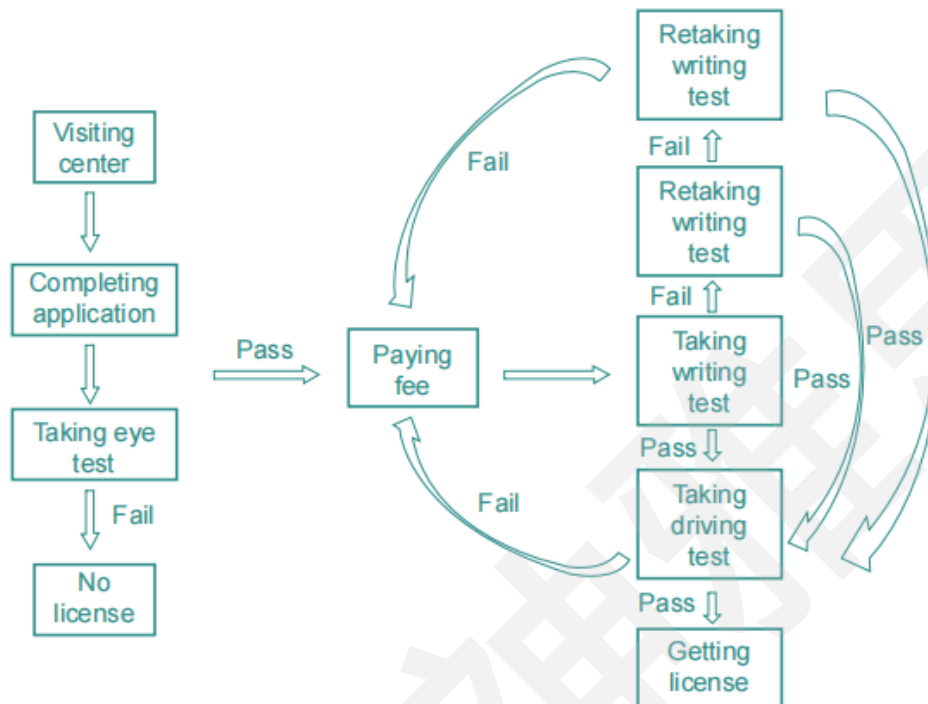 Visiting
center
Completing
application
Taking eye
test
Fail
No
license
Pass
Paying
fee
Fail
Fail
Retaking
writing
test
Fail
Retaking
writing
test
Fail
Taking
writing
test
Pass
Taking
driving
test
Pass
Getting
license
Pass
Pass